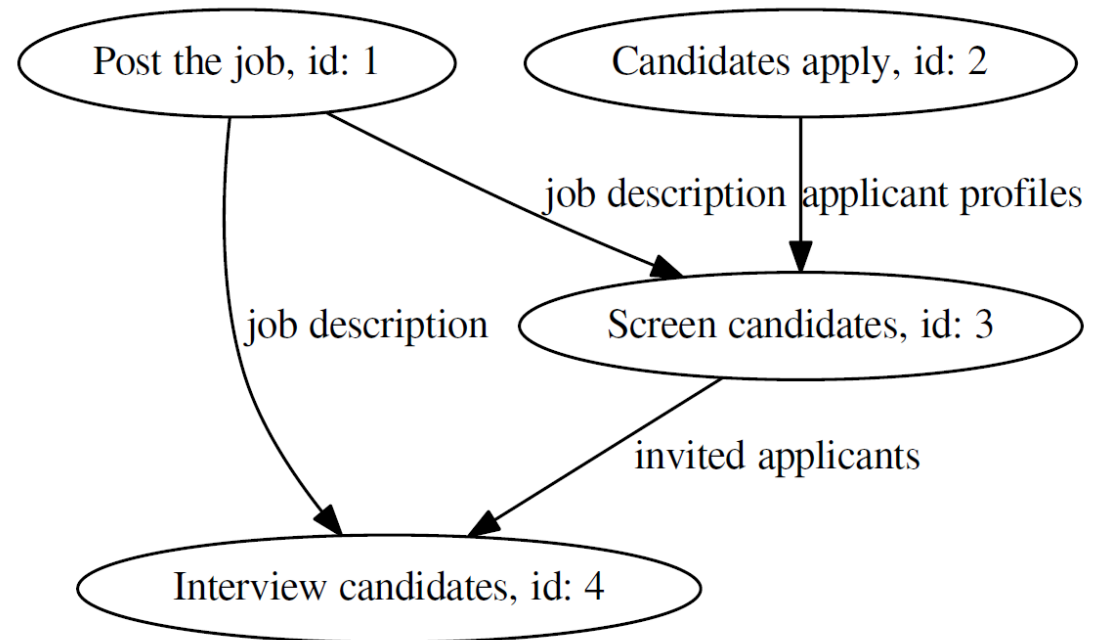 Post the job, id: 1
Candidates apply, id: 2
job description
applicant profiles
job description
Screen candidates, id: 3
invited applicants
Interview candidates, id: 4